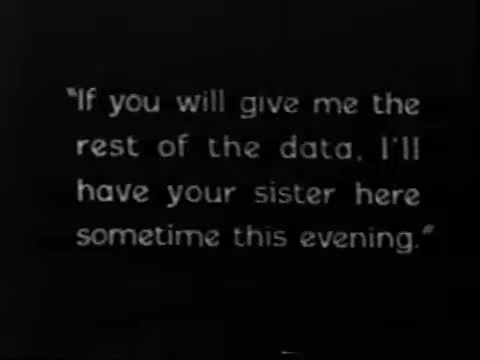 "If you will give me the
rest of the data, I'll
have your sister here
sometime this evening."